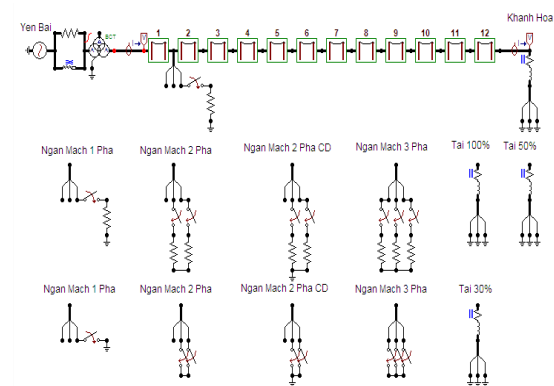 Khanh Hoa
Yen Bai
BCT
I
V
1 2 3 4 5 6 7 8 9 10 11 12
I
V
Ngan Mach 1 Pha Ngan Mach 2 Pha Ngan Mach 2 Pha CD Ngan Mach 3 Pha Tai 100% Tai 50%
Ngan Mach 1 Pha Ngan Mach 2 Pha Ngan Mach 2 Pha CD Ngan Mach 3 Pha Tai 30%